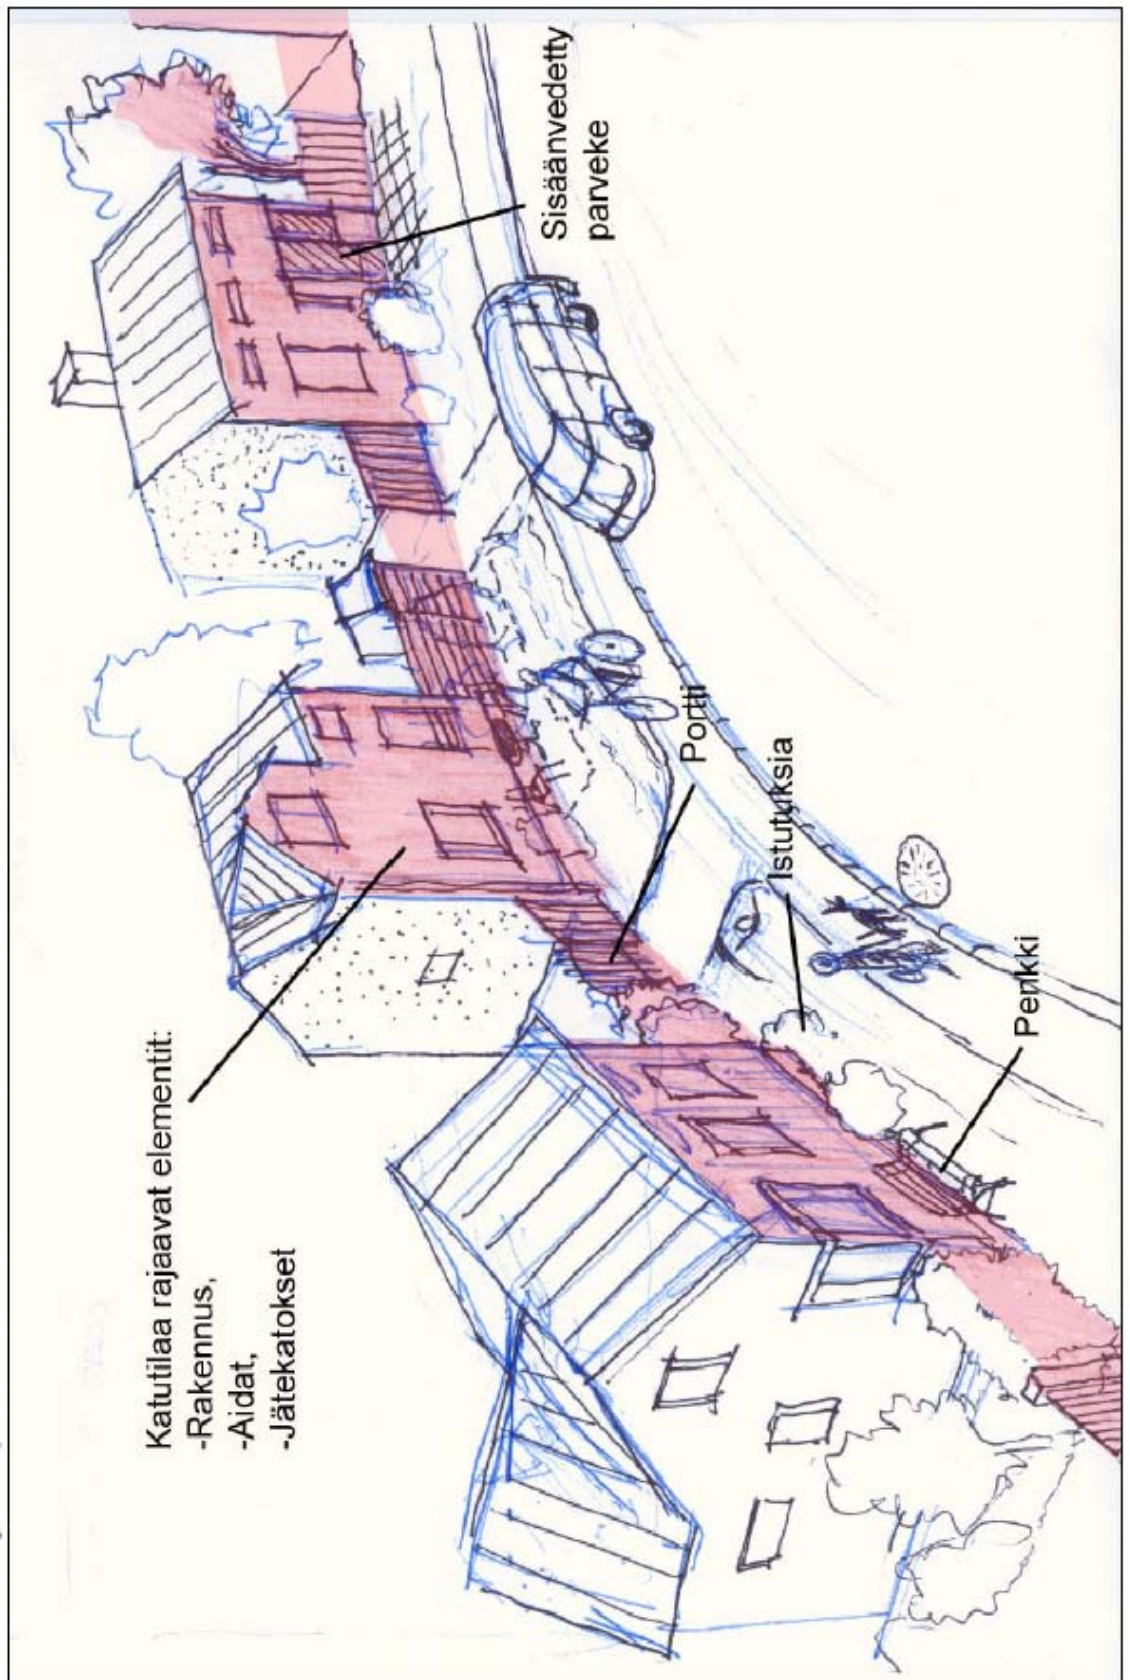 Katutilaa rajaavat elementit:
-Rakennus,
-Aidat,
-Jätekatokset
Penkki
Istutuksia
Portti
Sisäänvedetty
parveke